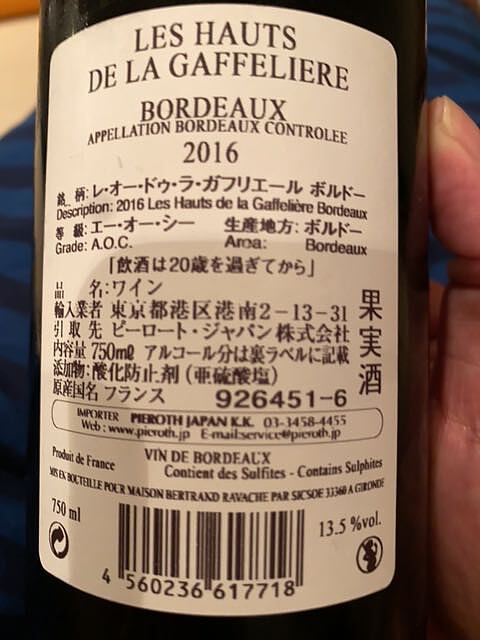 LES HAUTS
DE LA GAFFELIERE
BORDEAUX
APPELLATION BORDEAUX CONTROLEE
2016
銘 柄: レ・オー・ドゥ・ラ・ガフリエール ボルドー
Description: 2016 Les Hauts de la Gaffelière Bordeaux
等 級: エー・オー・シー 生産地方: ボルドー
Grade: A.O.C. Area: Bordeaux
「飲酒は20歳を過ぎてから」
品 名: ワイン
輸入業者 東京都港区港南2-13-31
引取先 ピーロート・ジャパン株式会社
内容量 750mℓ アルコール分は裏ラベルに記載
添加物: 酸化防止剤 (亜硫酸塩)
原産国名 フランス 926451-6
果実酒
IMPORTER PIEROTH JAPAN K.K. 03-3458-4455
Web : www.pieroth.jp E-mail:service@pieroth.jp
Produit de France VIN DE BORDEAUX
Contient des Sulfites - Contains Sulphites
MIS EN BOUTEILLE POUR MAISON BERTRAND RAVACHE PAR SICSOE 33360 A GIRONDE
750 ml 13.5 %vol.
4 560236 617718